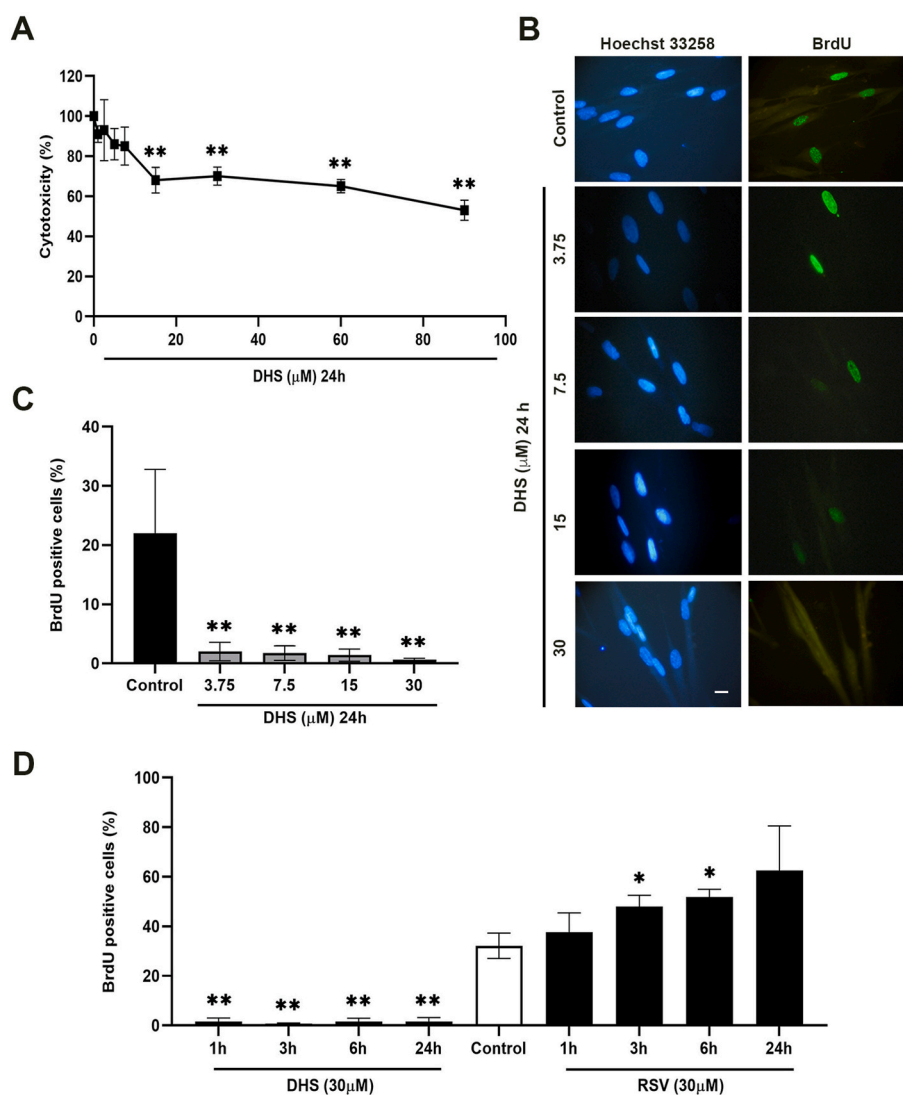 A
120
100
80
60
40
20
0
Cytotoxicity (%)
** ** ** **
0 20 40 60 80 100
DHS (μM) 24h
B
Hoechst 33258 BrdU
Control
3.75
7.5
15
30
DHS (μM) 24 h
C
40
30
20
10
0
BrdU positive cells (%)
** ** ** **
Control 3.75 7.5 15 30
DHS (μM) 24h
D
100
80
60
40
20
0
BrdU positive cells (%)
** ** ** ** * *
1h 3h 6h 24h Control 1h 3h 6h 24h
DHS (30μM) RSV (30μM)